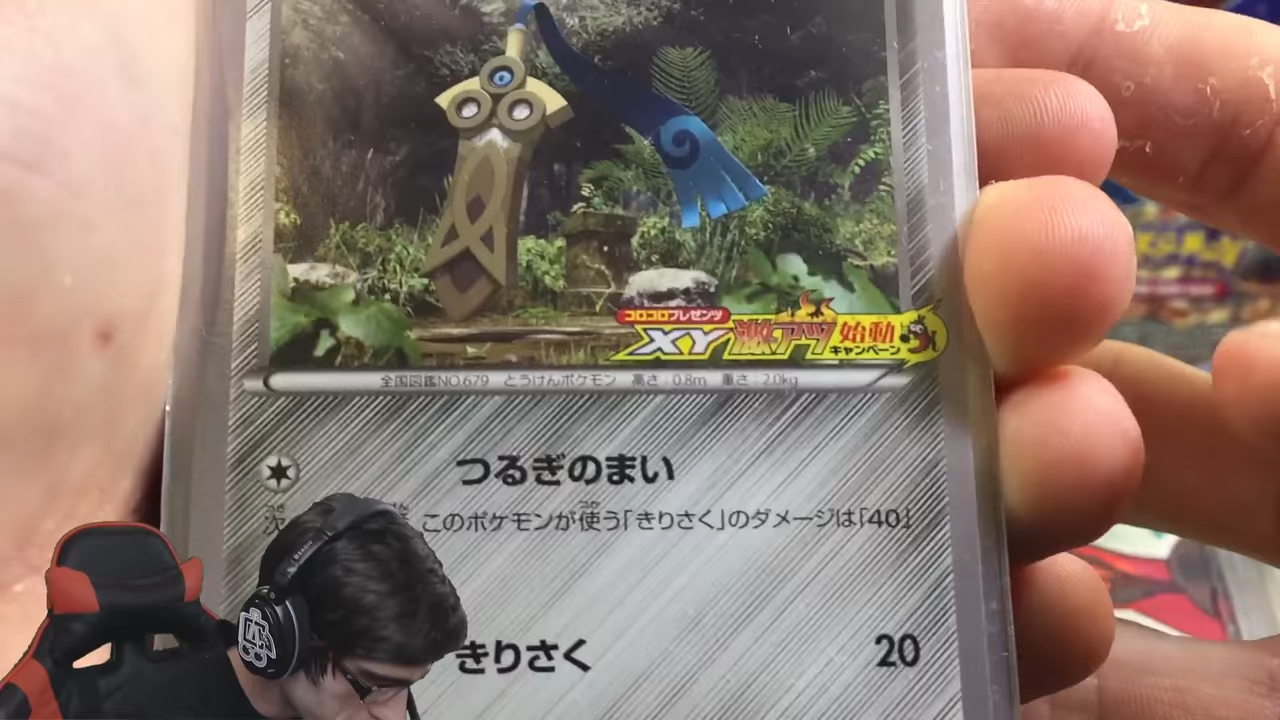 コロコロプレゼンツ
XY激アツ始動
キャンペーン
全国図鑑NO.679 とうけんポケモン 高さ:0.8m 重さ:2.0kg
つるぎのまい
次 このポケモンが使う「きりさく」のダメージは「40」
きりさく 20